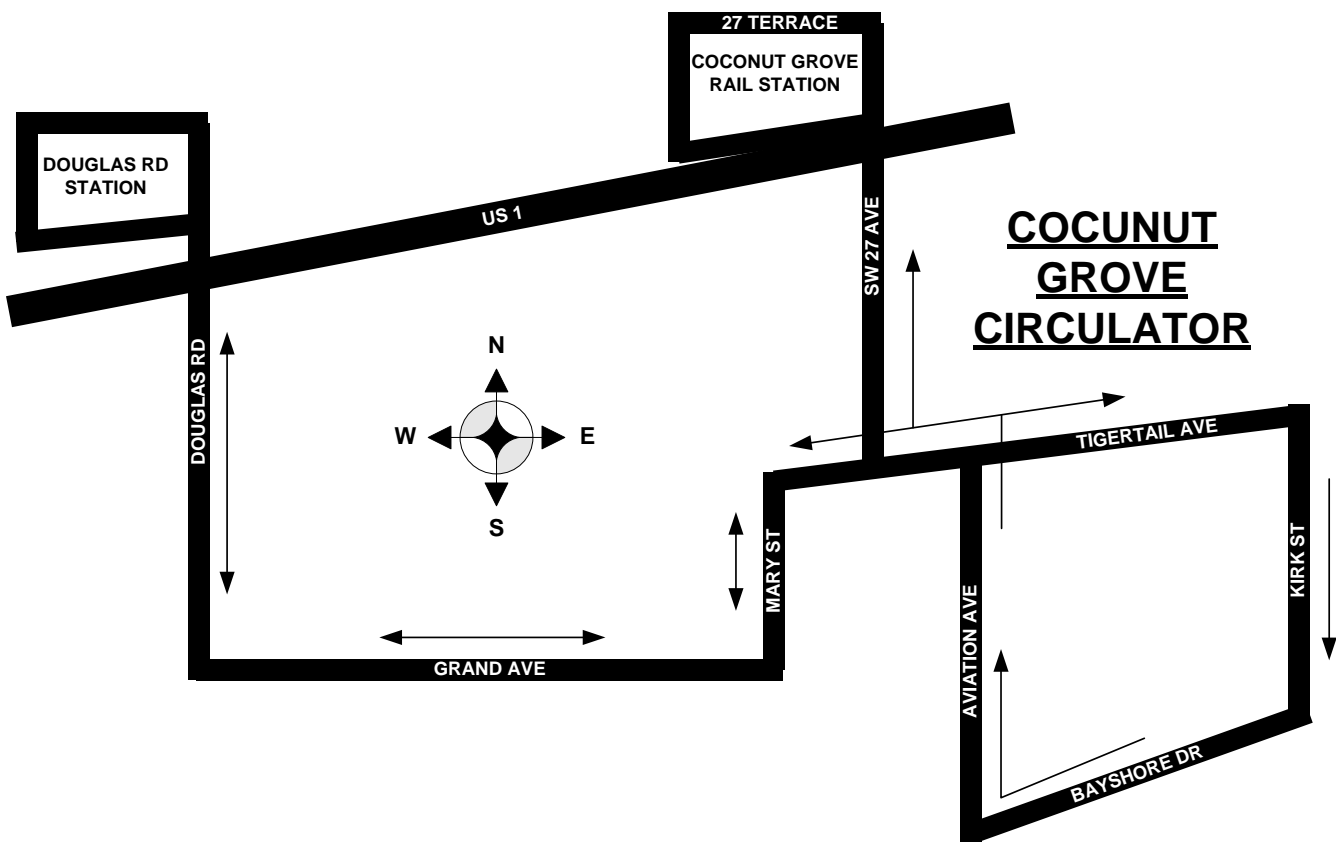 27 TERRACE
COCONUT GROVE
RAIL STATION
DOUGLAS RD
STATION
US 1
SW 27 AVE
COCUNUT
GROVE
CIRCULATOR
DOUGLAS RD
N
W
E
S
TIGERTAIL AVE
MARY ST
KIRK ST
AVIATION AVE
GRAND AVE
BAYSHORE DR